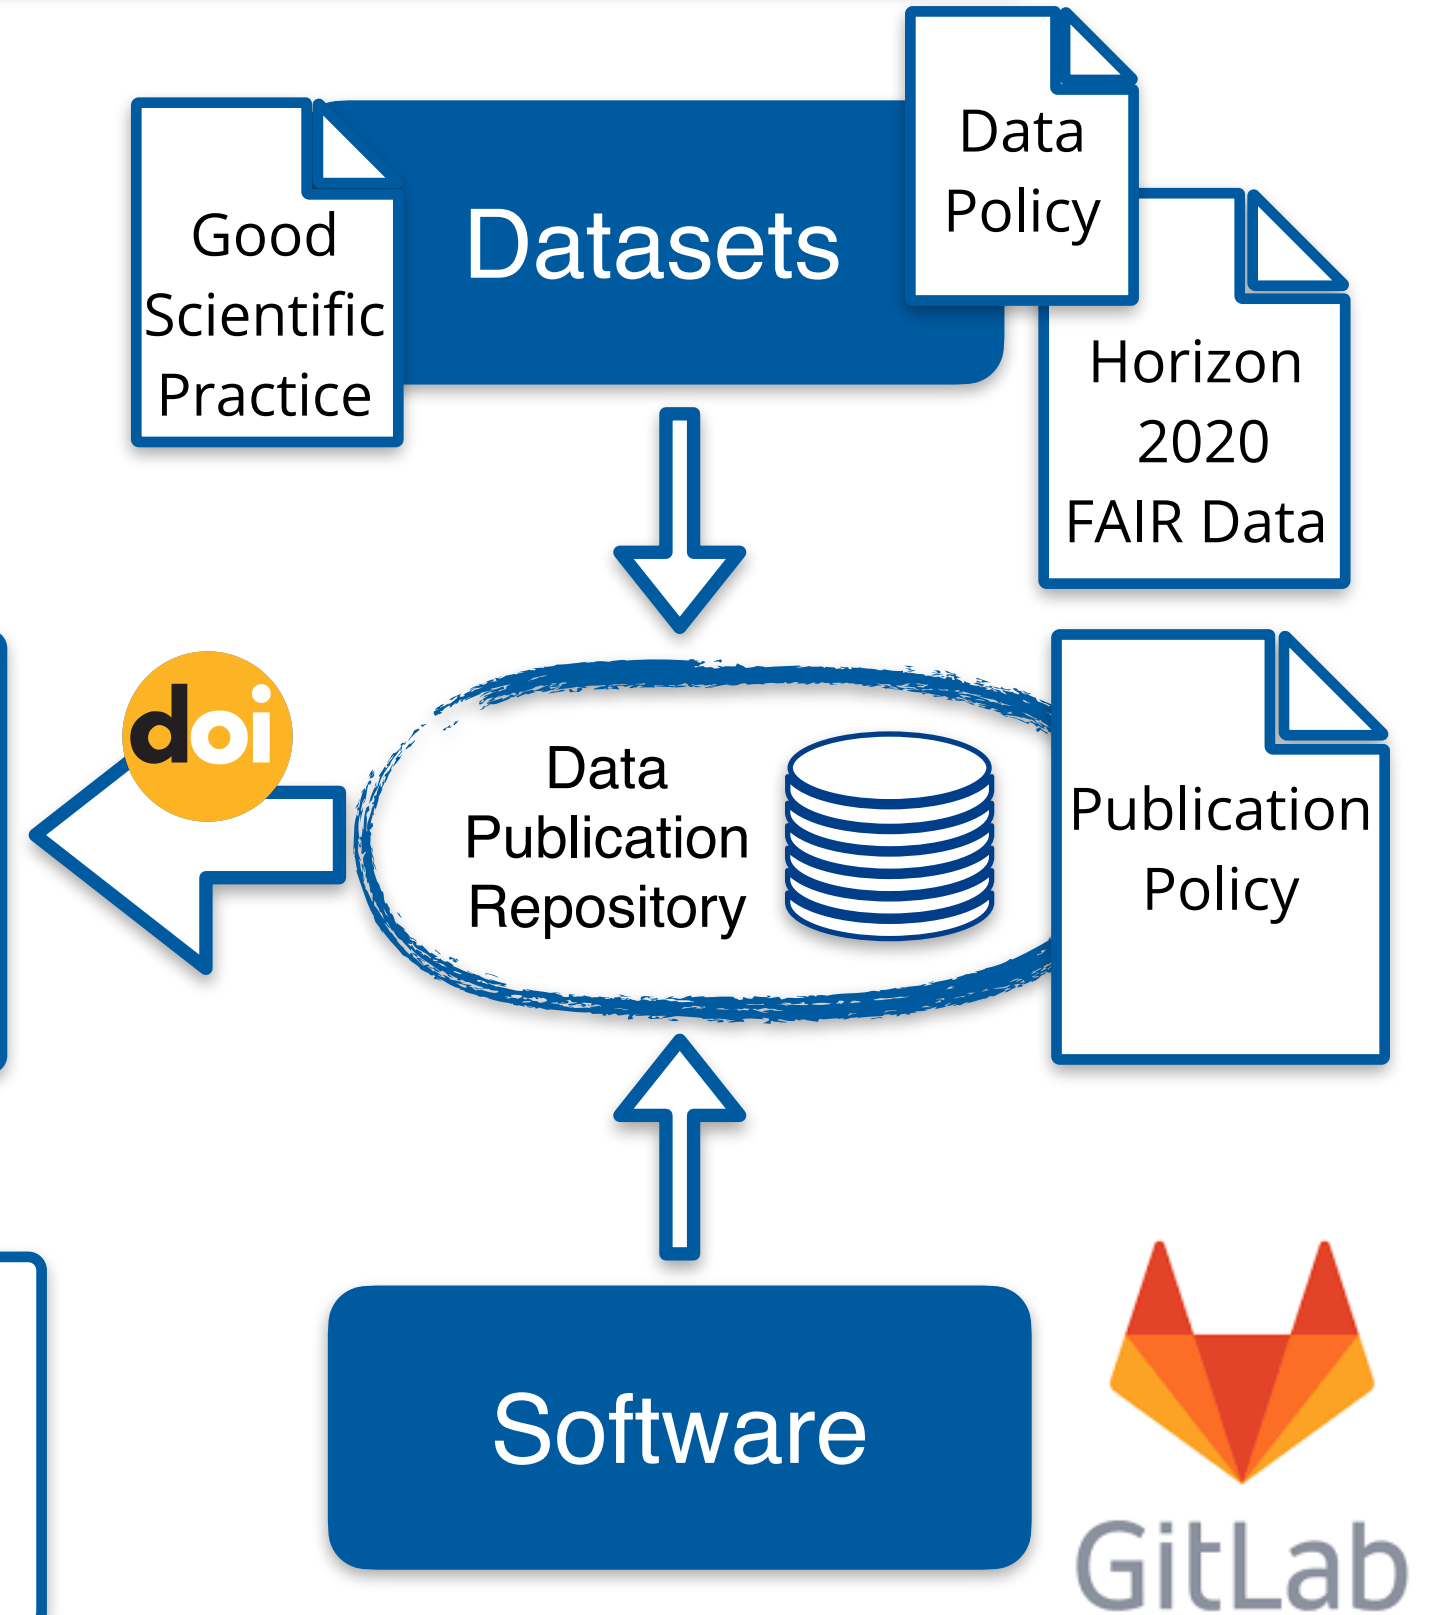 Data
Policy
Good
Scientific
Practice
Datasets
Horizon
2020
FAIR Data
doi
Data
Publication
Repository
Publication
Policy
Software
GitLab